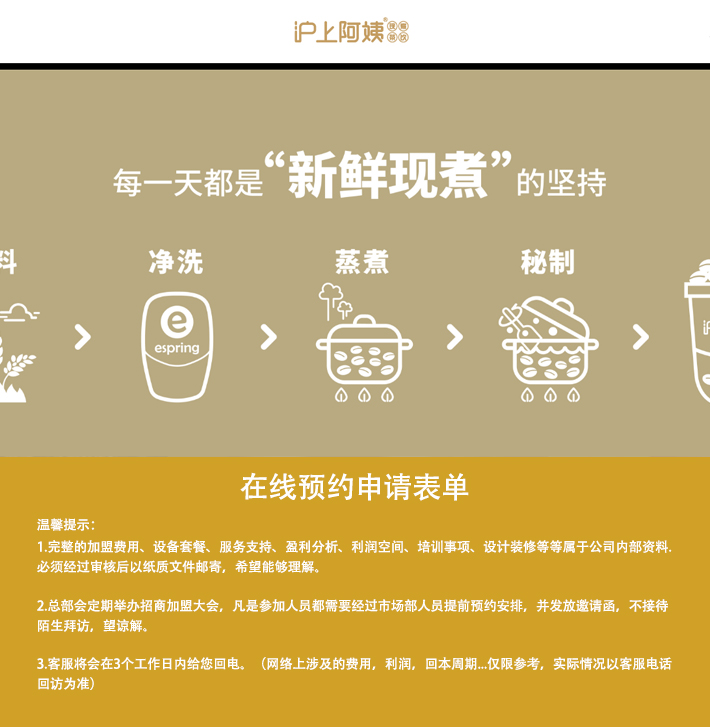 沪上阿姨
现煮茶饮
每一天都是“新鲜现煮”的坚持
料 净洗 蒸煮 秘制
e
espring
在线预约申请表单
温馨提示：
1.完整的加盟费用、设备套餐、服务支持、盈利分析、利润空间、培训事项、设计装修等等属于公司内部资料.
必须经过审核后以纸质文件邮寄，希望能够理解。
2.总部会定期举办招商加盟大会，凡是参加人员都需要经过市场部人员提前预约安排，并发放邀请函，不接待
陌生拜访，望谅解。
3.客服将会在3个工作日内给您回电。（网络上涉及的费用，利润，回本周期...仅限参考，实际情况以客服电话
回访为准）